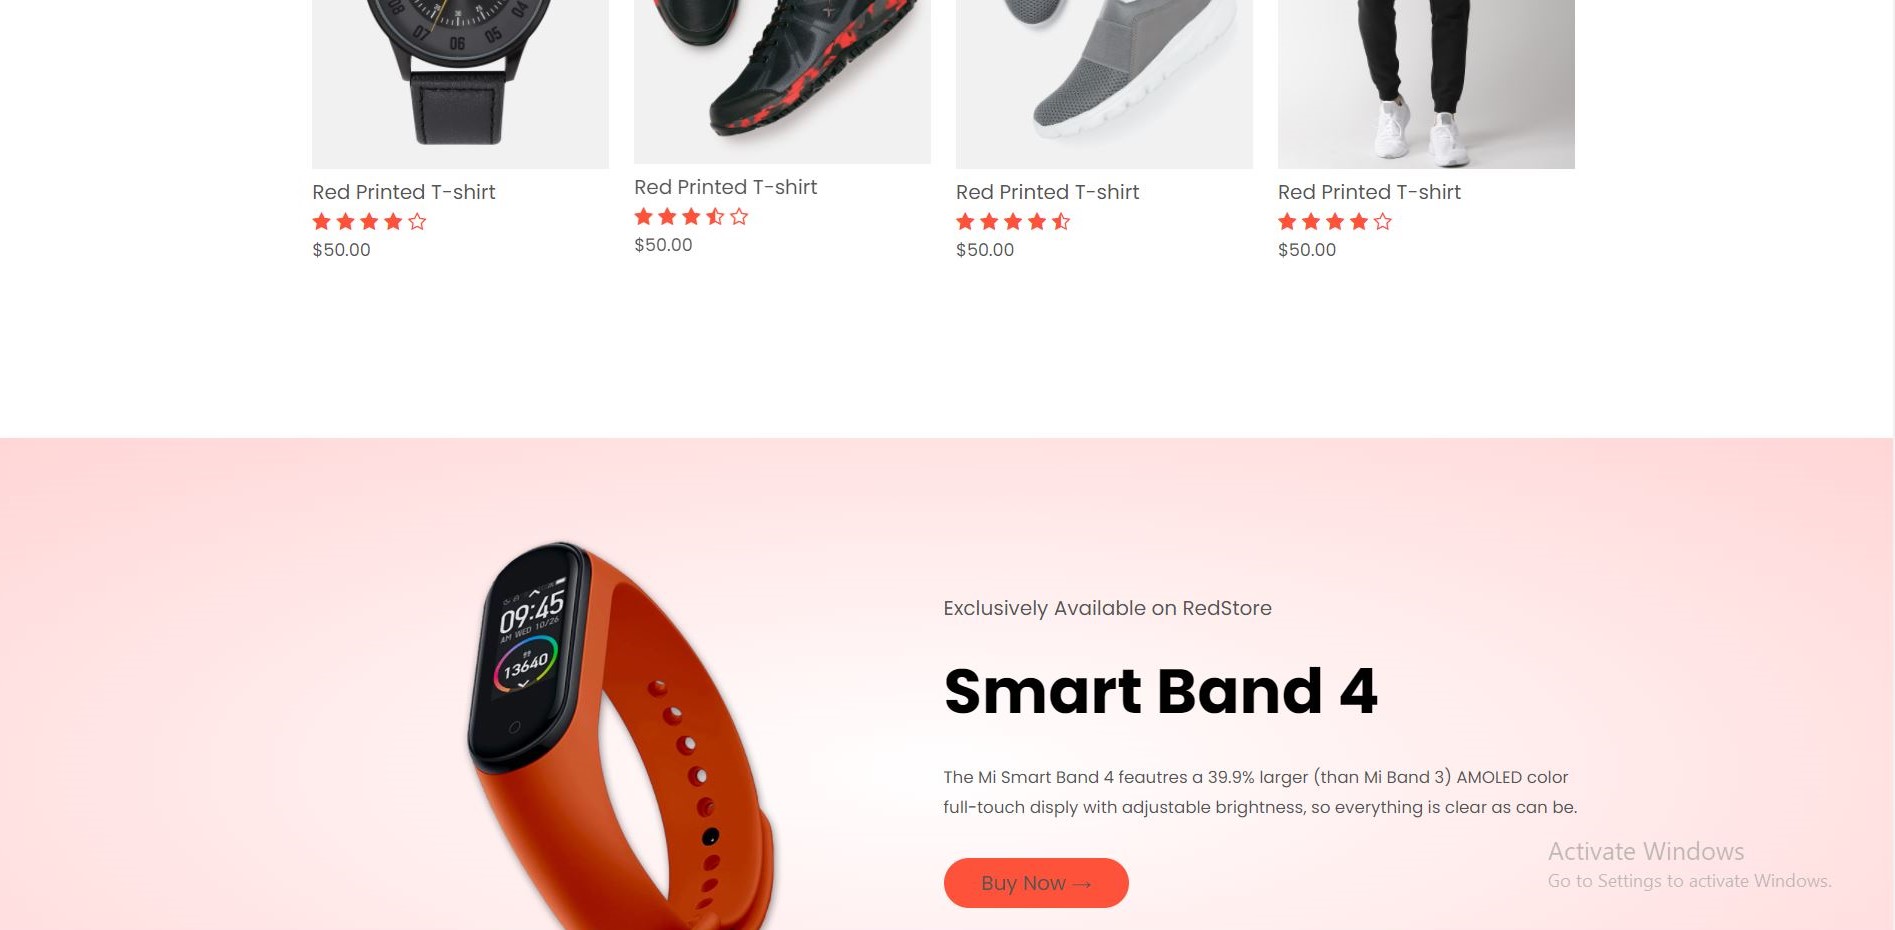 08
07
06
05
04
Red Printed T-shirt
$50.00
Red Printed T-shirt
$50.00
Red Printed T-shirt
$50.00
Red Printed T-shirt
$50.00
09:45
AM WED 10/26
13640
Exclusively Available on RedStore
Smart Band 4
The Mi Smart Band 4 feautres a 39.9% larger (than Mi Band 3) AMOLED color
full-touch disply with adjustable brightness, so everything is clear as can be.
Buy Now →
Activate Windows
Go to Settings to activate Windows.